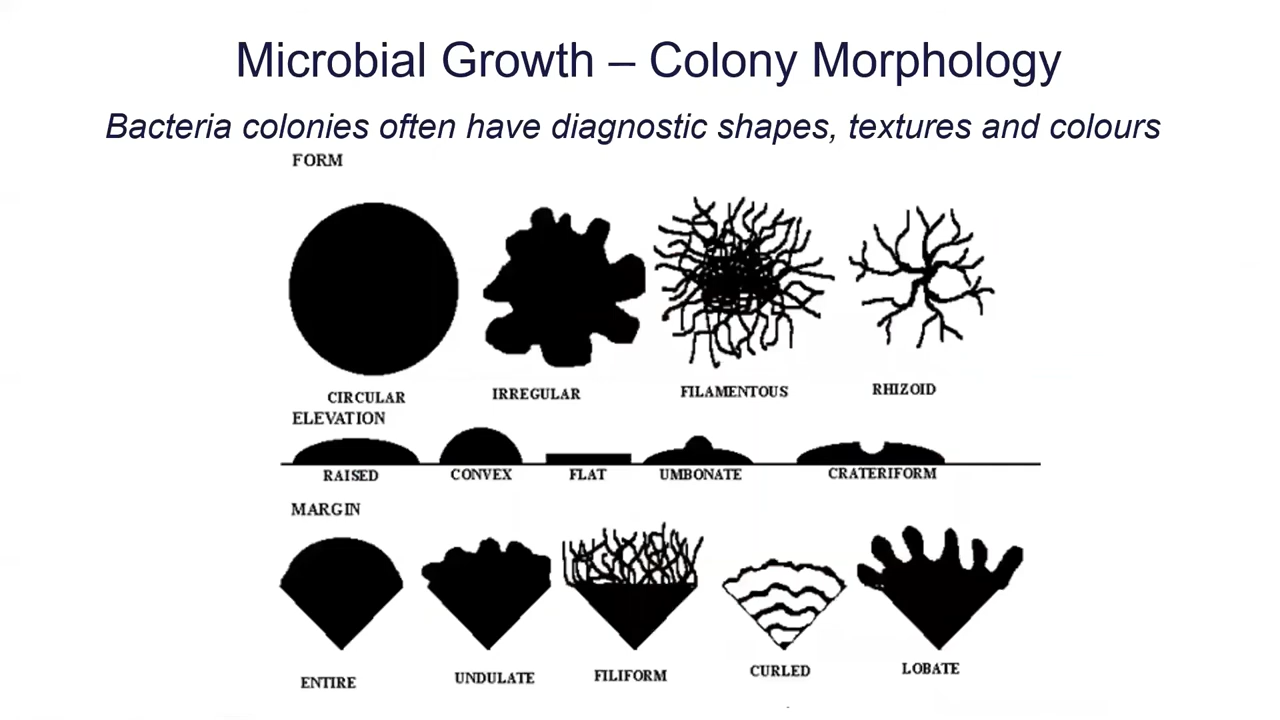 Microbial Growth – Colony Morphology
Bacteria colonies often have diagnostic shapes, textures and colours
FORM
CIRCULAR IRREGULAR FILAMENTOUS RHIZOID
ELEVATION
RAISED CONVEX FLAT UMBONATE CRATERIFORM
MARGIN
ENTIRE UNDULATE FILIFORM CURLED LOBATE